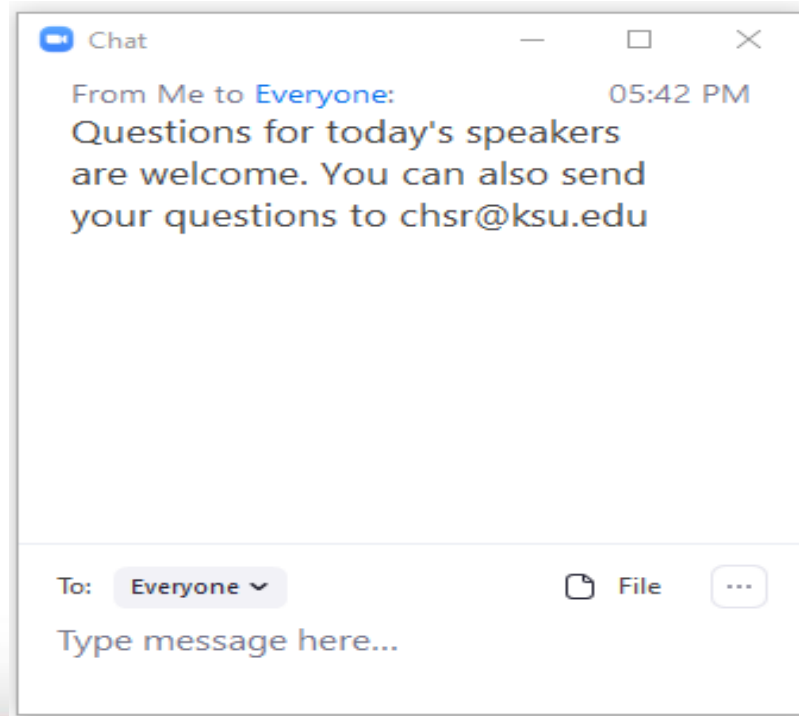 Chat
From Me to Everyone: 05:42 PM
Questions for today's speakers
are welcome. You can also send
your questions to chsr@ksu.edu
To: Everyone File ...
Type message here...